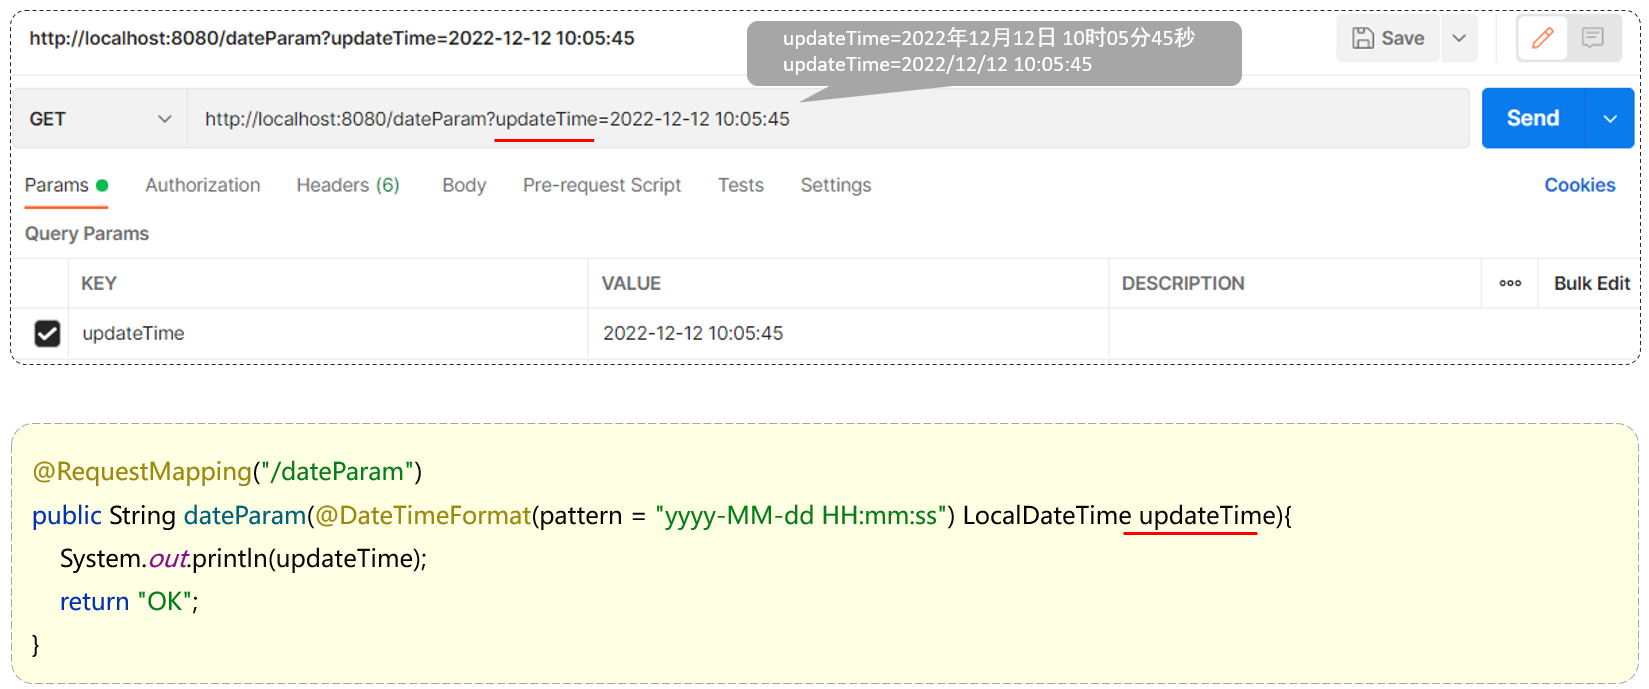 http://localhost:8080/dateParam?updateTime=2022-12-12 10:05:45
updateTime=2022年12月12日 10时05分45秒
updateTime=2022/12/12 10:05:45
Save
GET
http://localhost:8080/dateParam?updateTime=2022-12-12 10:05:45
Send
Params Authorization Headers (6) Body Pre-request Script Tests Settings Cookies
Query Params
KEY VALUE DESCRIPTION ooo Bulk Edit
updateTime 2022-12-12 10:05:45
@RequestMapping("/dateParam")
public String dateParam(@DateTimeFormat(pattern = "yyyy-MM-dd HH:mm:ss") LocalDateTime updateTime){
System.out.println(updateTime);
return "OK";
}